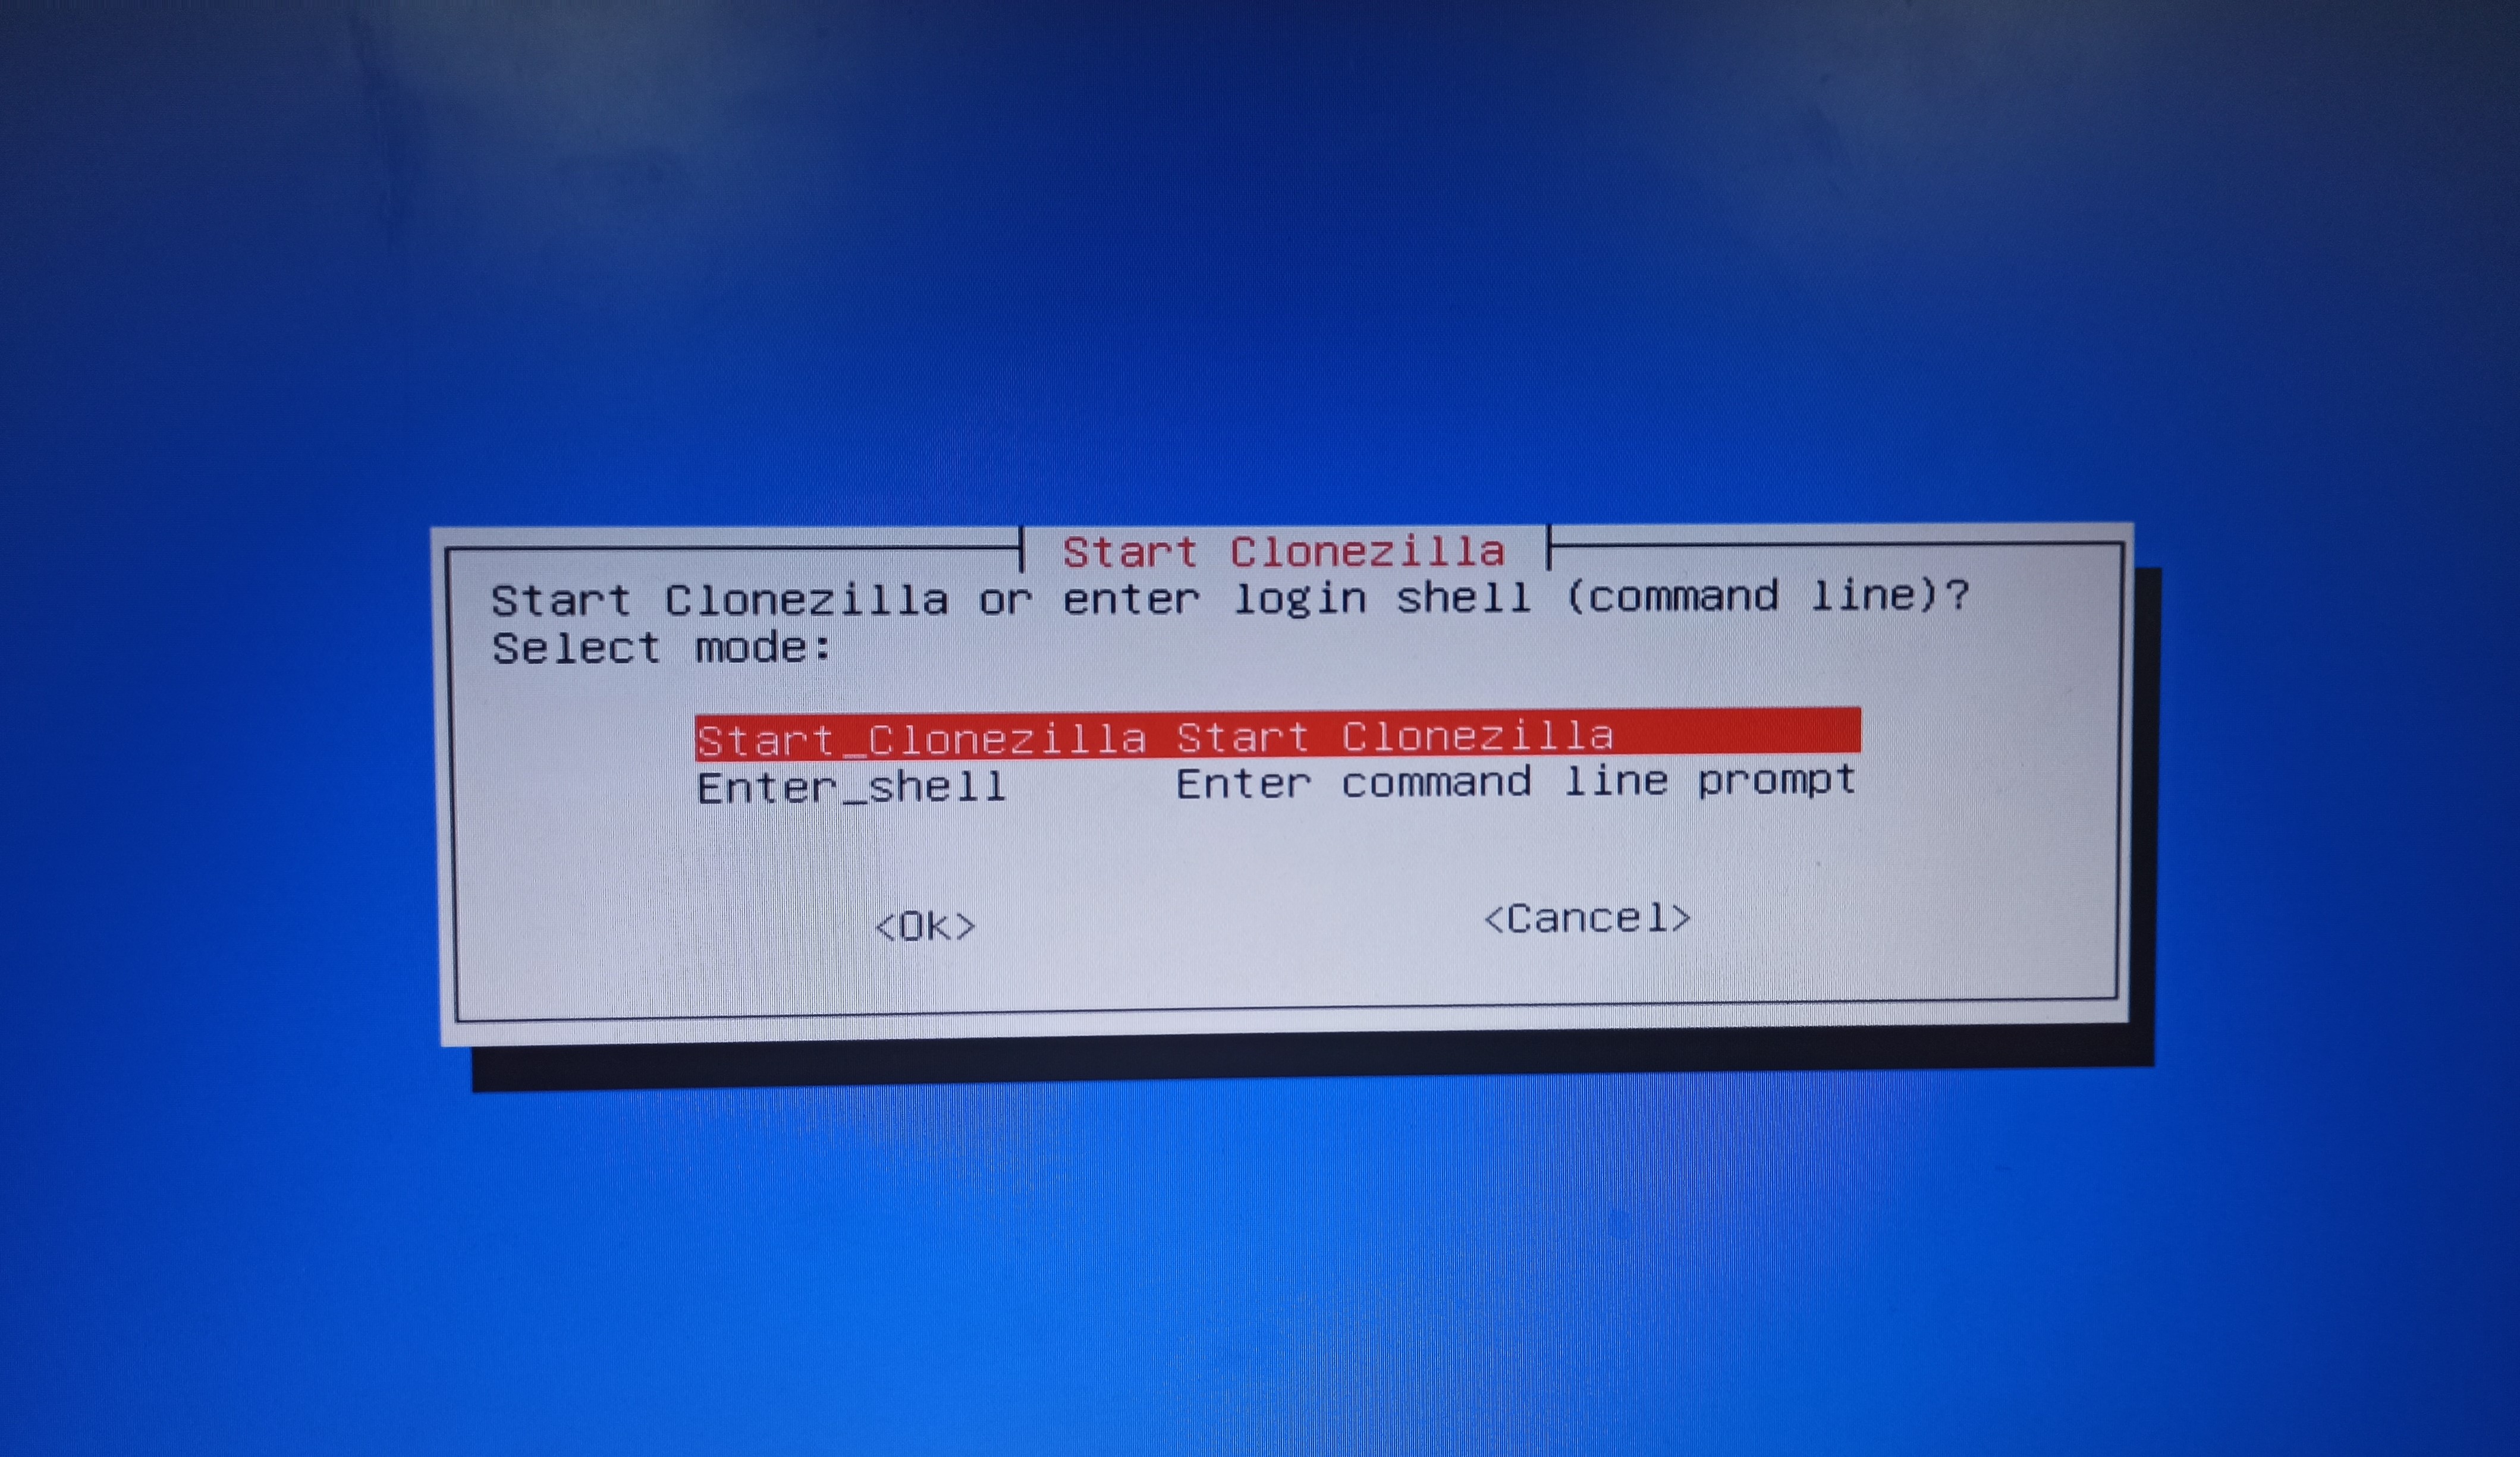 Start Clonezilla
Start Clonezilla or enter login shell (command line)?
Select mode:
Start_Clonezilla Start Clonezilla
Enter_shell Enter command line prompt
<Ok> <Cancel>